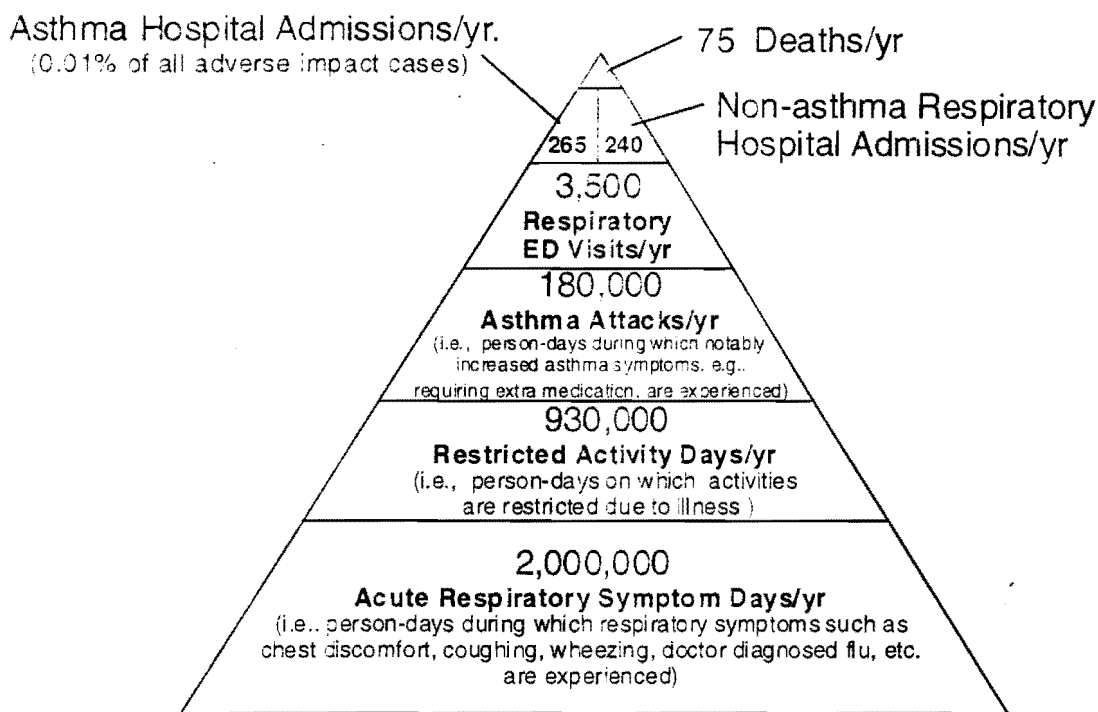 Asthma Hospital Admissions/yr.
(0.01% of all adverse impact cases)
75 Deaths/yr
Non-asthma Respiratory
Hospital Admissions/yr
265 240
3,500
Respiratory
ED Visits/yr
180,000
Asthma Attacks/yr
(i.e., person-days during which notably
increased asthma symptoms, e.g..
requiring extra medication, are experienced)
930,000
Restricted Activity Days/yr
(i.e., person-days on which activities
are restricted due to illness )
2,000,000
Acute Respiratory Symptom Days/yr
(i.e.. person-days during which respiratory symptoms such as
chest discomfort, coughing, wheezing, doctor diagnosed flu, etc.
are experienced)